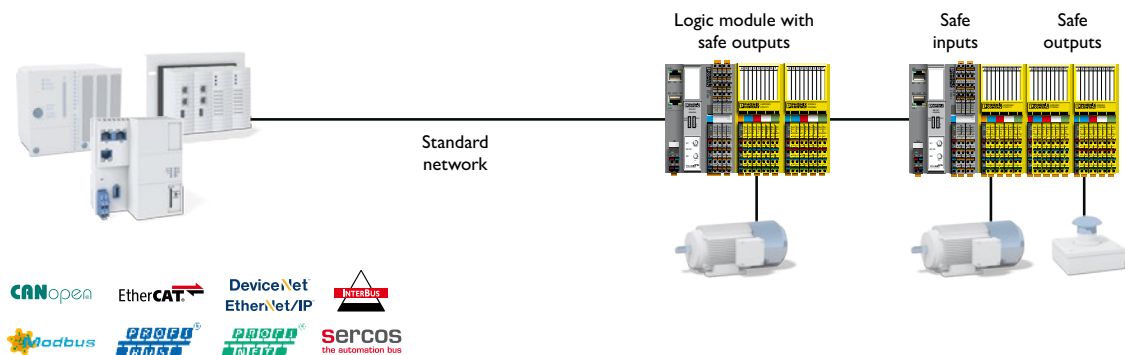 Logic module with
safe outputs
Safe
inputs
Safe
outputs
Standard
network
CANopen
EtherCAT
DeviceNet
EtherNet/IP
INTERBUS
Modbus
PROFI
BUS
PROFI
NET
sercos
the automation bus